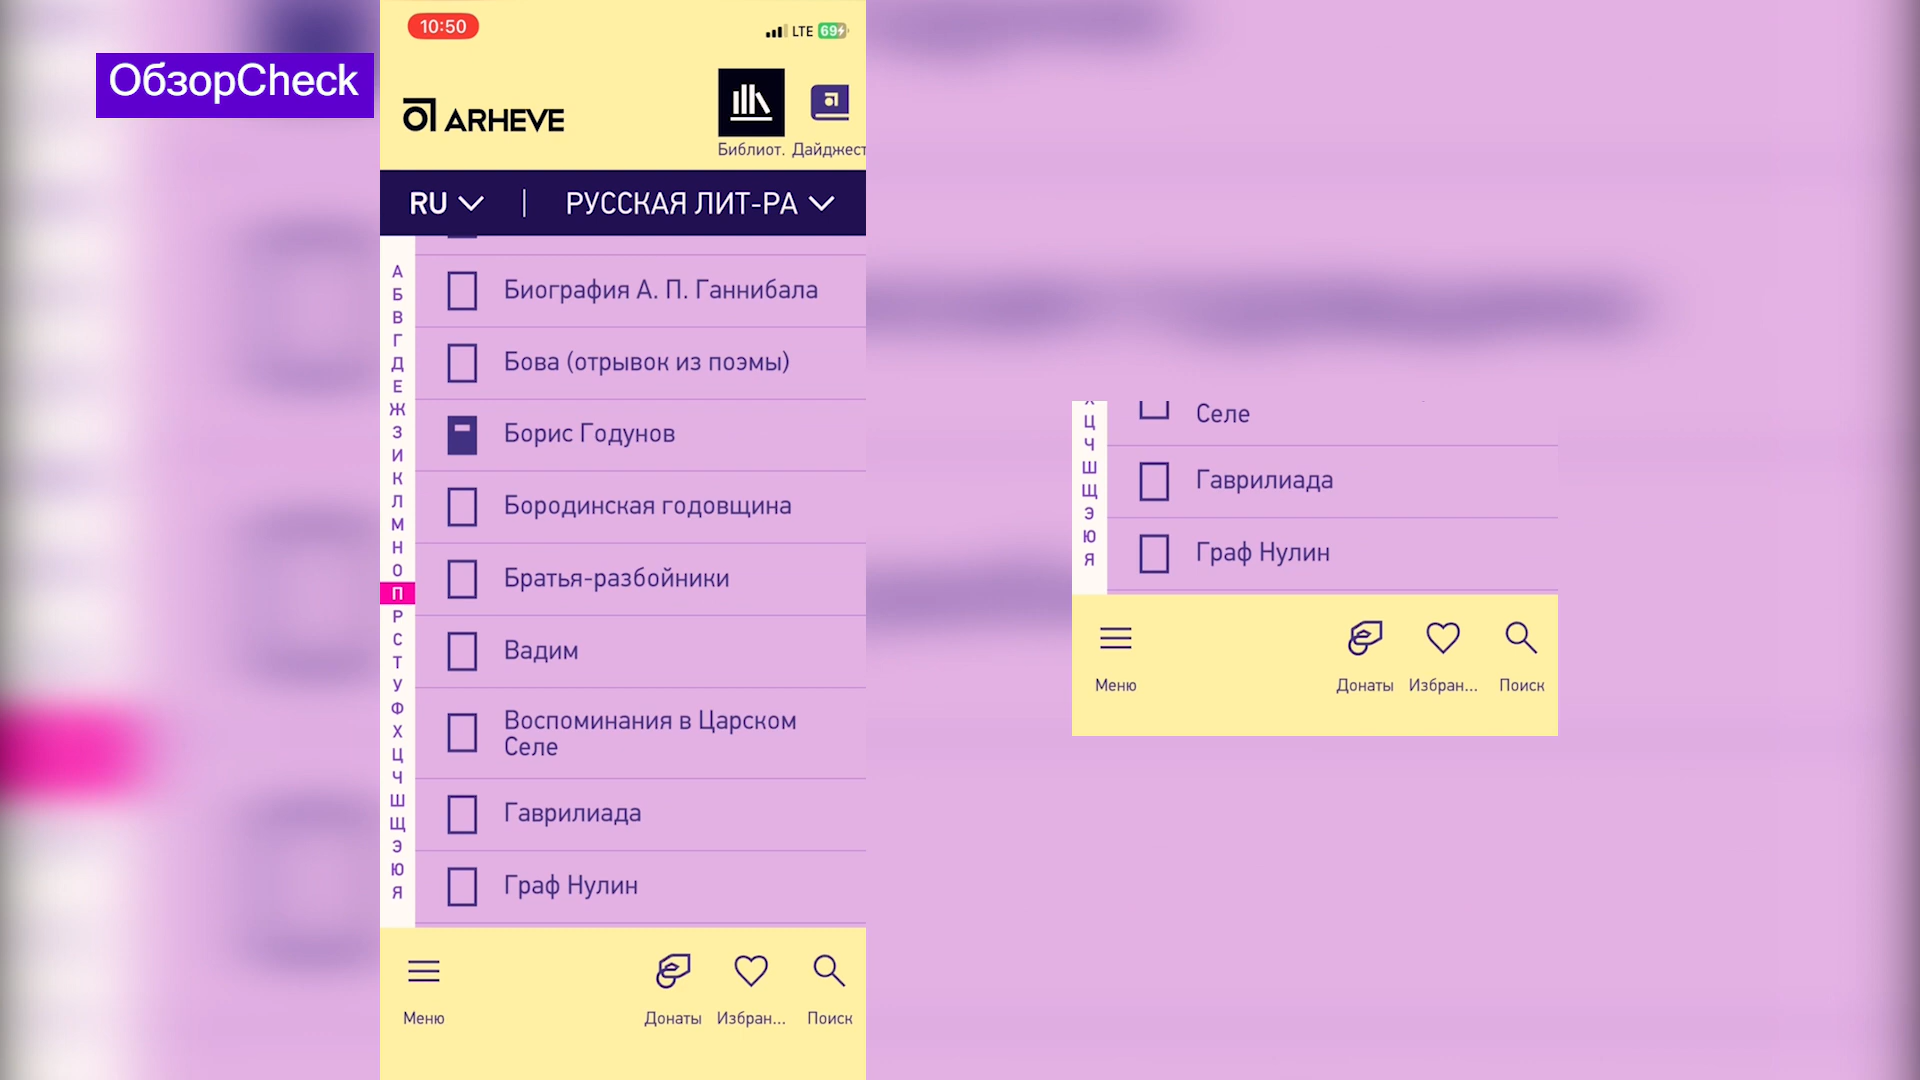 ОбзорCheck
10:50
LTE 69
ARHEVE
Библиот. Дайджест
RU | РУССКАЯ ЛИТ-РА
А
Б
В
Г
Д
Е
Ж
З
И
К
Л
М
Н
О
П
Р
С
Т
У
Ф
Х
Ц
Ч
Ш
Щ
Э
Ю
Я
Биография А. П. Ганнибала
Бова (отрывок из поэмы)
Борис Годунов
Бородинская годовщина
Братья-разбойники
Вадим
Воспоминания в Царском
Селе
Гаврилиада
Граф Нулин
Меню
Донаты
Избран...
Поиск
Ц
Ч
Ш
Щ
Э
Ю
Я
Селе
Гаврилиада
Граф Нулин
Меню
Донаты
Избран...
Поиск